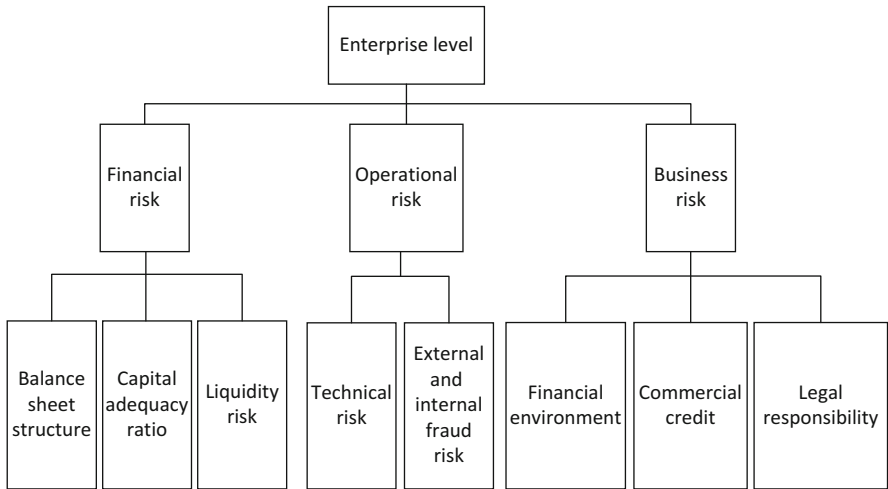 Enterprise level
Financial
risk
Operational
risk
Business
risk
Balance
sheet
structure
Capital
adequacy
ratio
Liquidity
risk
Technical
risk
External
and
internal
fraud
risk
Financial
environment
Commercial
credit
Legal
responsibility